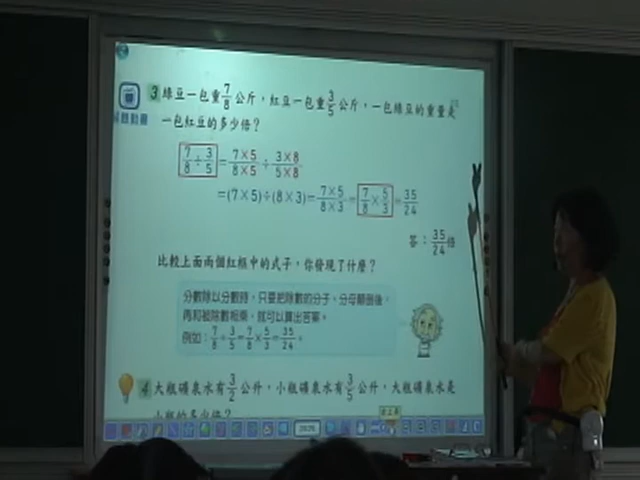 3 綠豆一包重7/8公斤，紅豆一包重3/5公斤，一包綠豆的重量是
一包紅豆的多少倍？
7/8÷3/5=7×5/8×5÷3×8/5×8
=(7×5)÷(8×3)=7×5/8×3=7/8×5/3=35/24
答：35/24倍
比較上面兩個紅框中的式子，你發現了什麼？
分數除以分數時，只要把除數的分子、分母顛倒後，
再和被除數相乘，就可以算出答案。
例如：7/8÷3/5=7/8×5/3=35/24。
4 大瓶礦泉水有3/2公升，小瓶礦泉水有3/5公升，大瓶礦泉水是
小瓶的多少倍？